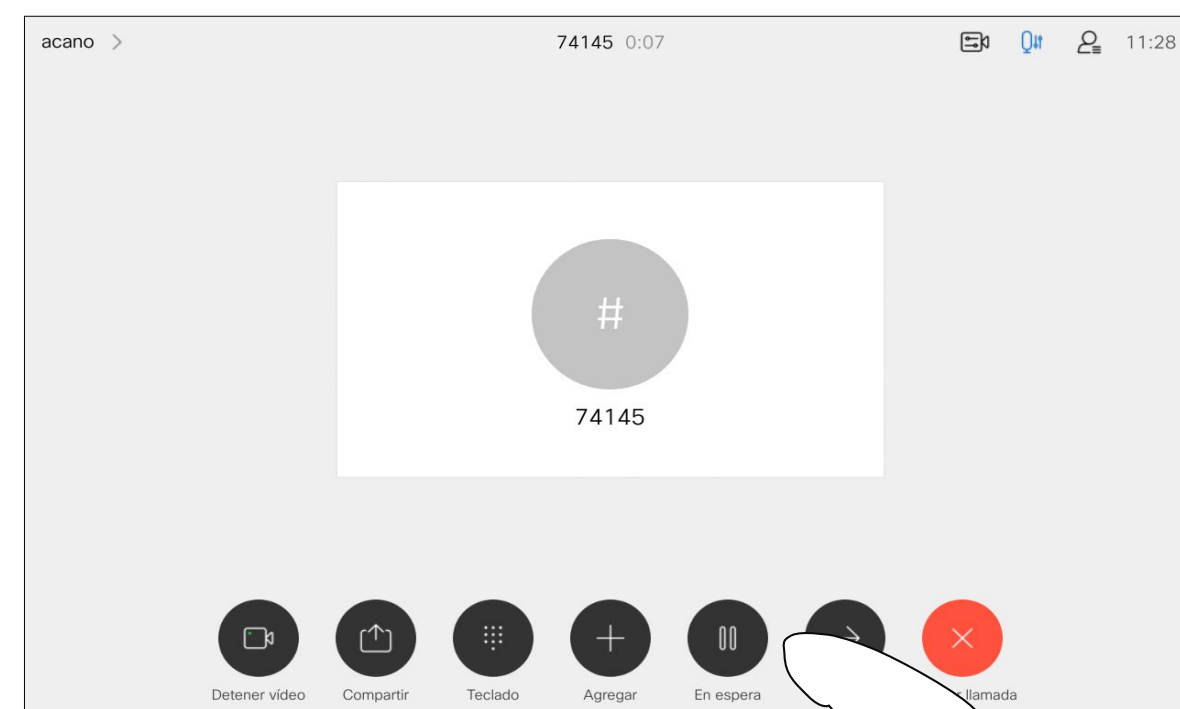 acano
74145 0:07
11:28
#
74145
Detener vídeo Compartir Teclado Agregar En espera llamada